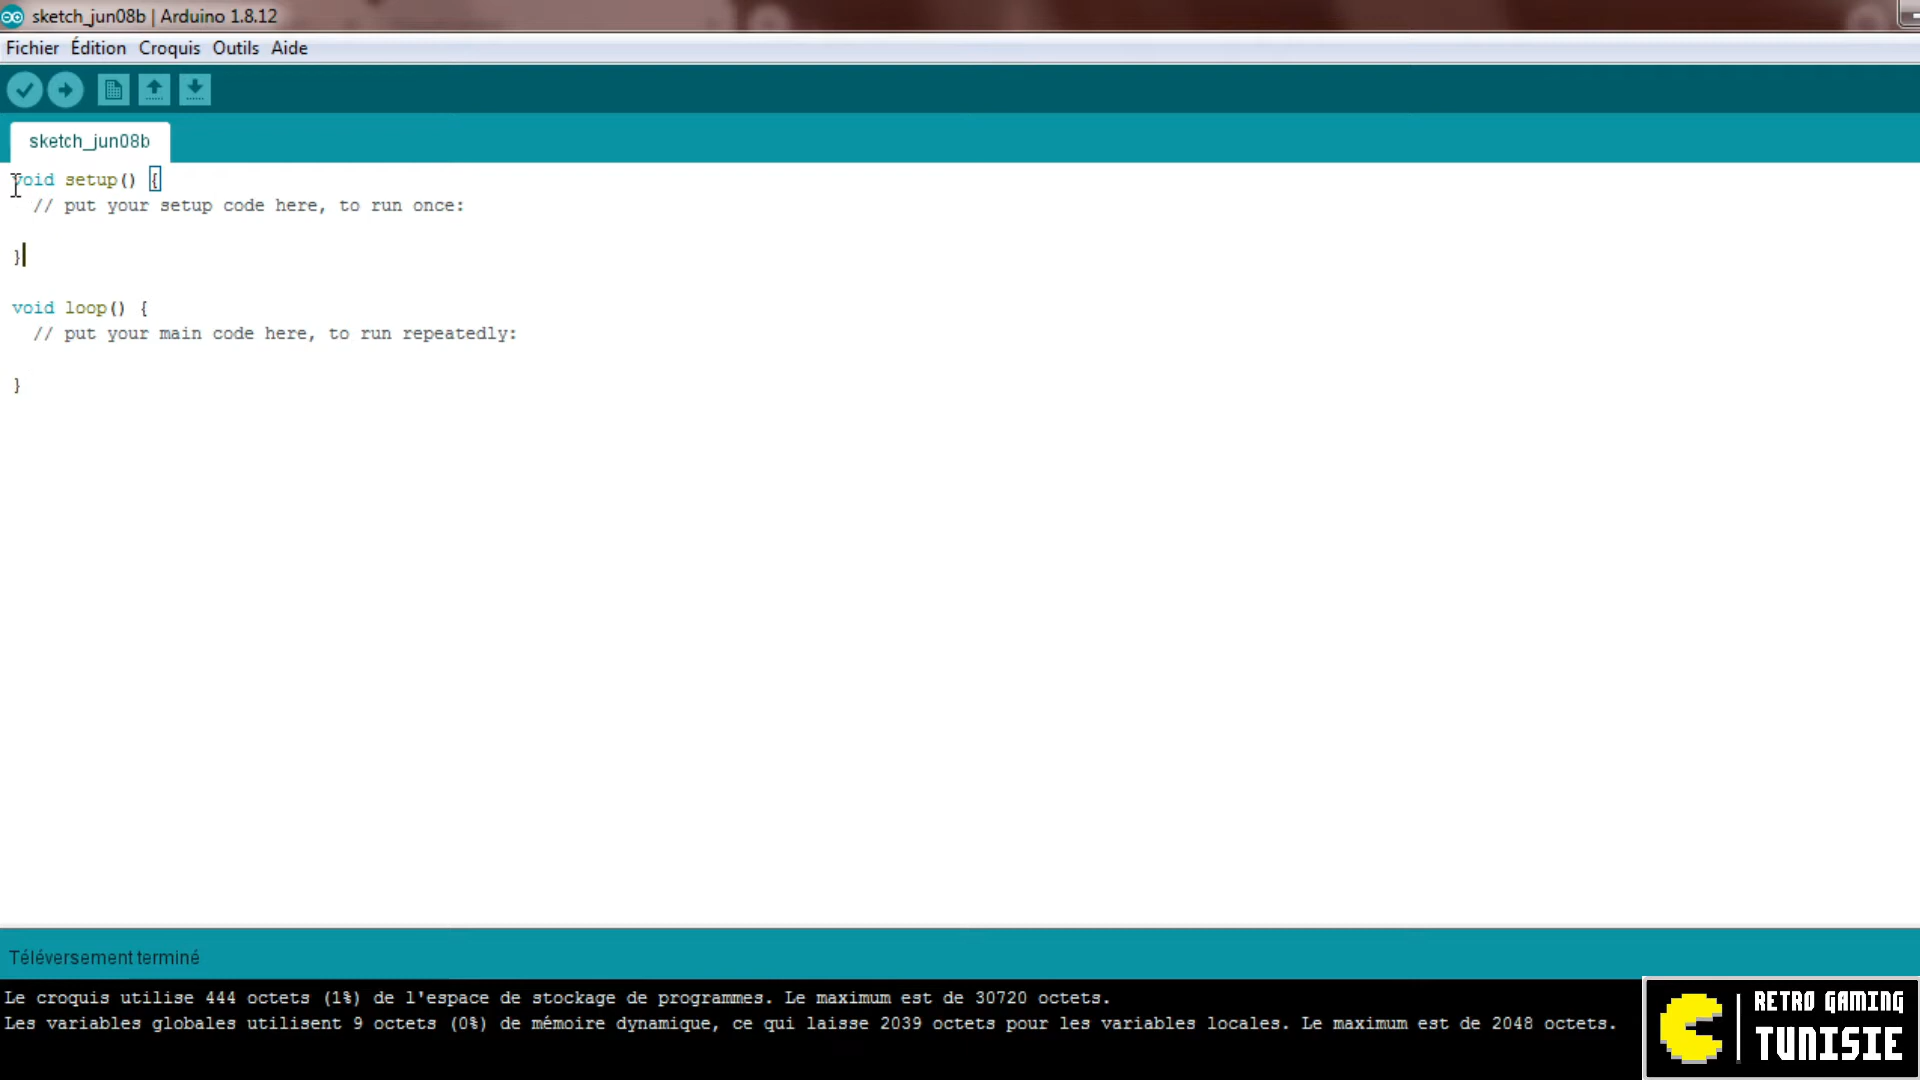 sketch_jun08b | Arduino 1.8.12
Fichier Édition Croquis Outils Aide
sketch_jun08b
void setup() {
// put your setup code here, to run once:
}
void loop() {
// put your main code here, to run repeatedly:
}
Téléversement terminé
Le croquis utilise 444 octets (1%) de l'espace de stockage de programmes. Le maximum est de 30720 octets.
Les variables globales utilisent 9 octets (0%) de mémoire dynamique, ce qui laisse 2039 octets pour les variables locales. Le maximum est de 2048 octets.
RETRO GAMING
TUNISIE